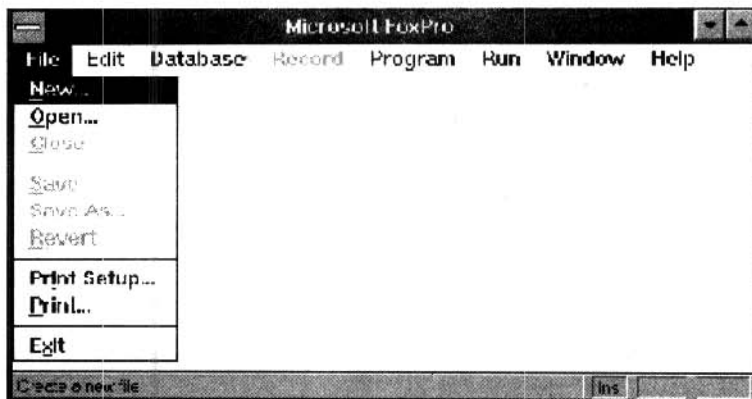 Microsoft FoxPro
File Edit Database Record Program Run Window Help
New...
Open...
Close
Save
Save As...
Revert
Print Setup...
Print...
Exit
Create a new file Ins